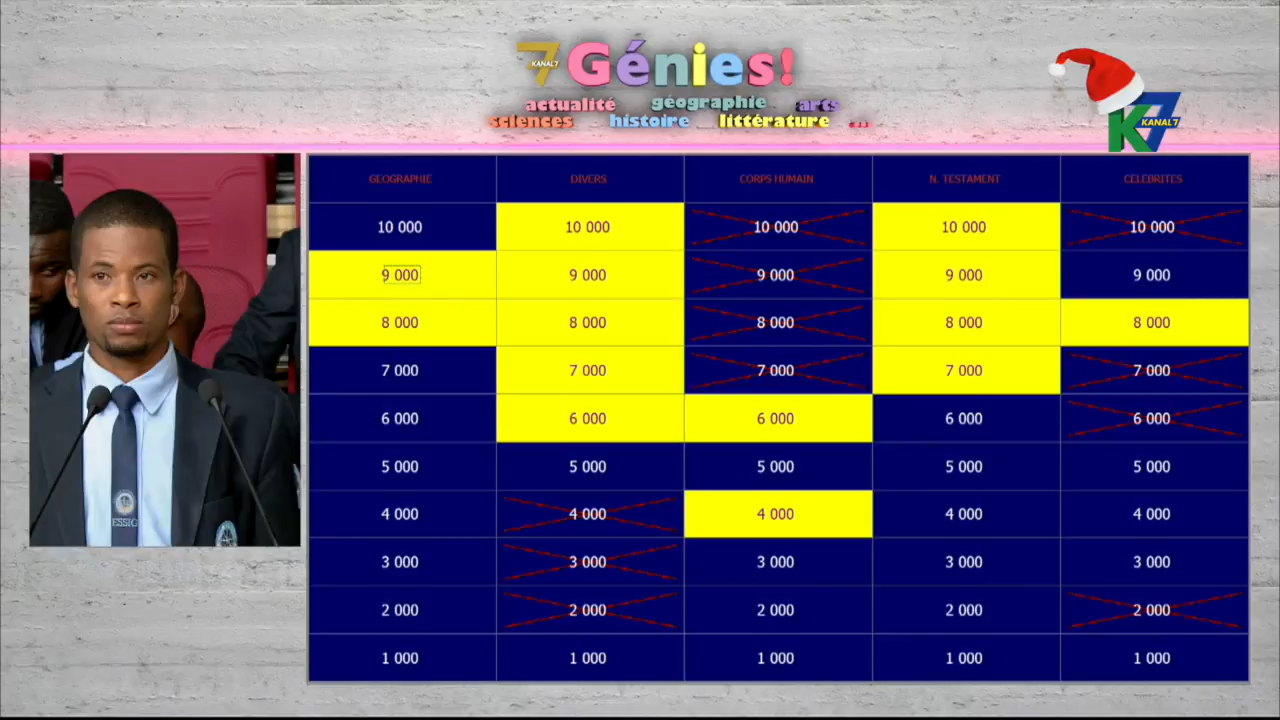 7 KANAL7 Génies!
actualité géographie arts
sciences histoire littérature ...
K7 KANAL7
GEOGRAPHIE DIVERS CORPS HUMAIN N. TESTAMENT CELEBRITES
10 000 10 000 10 000 10 000 10 000
9 000 9 000 9 000 9 000 9 000
8 000 8 000 8 000 8 000 8 000
7 000 7 000 7 000 7 000 7 000
6 000 6 000 6 000 6 000 6 000
5 000 5 000 5 000 5 000 5 000
4 000 4 000 4 000 4 000 4 000
3 000 3 000 3 000 3 000 3 000
2 000 2 000 2 000 2 000 2 000
1 000 1 000 1 000 1 000 1 000